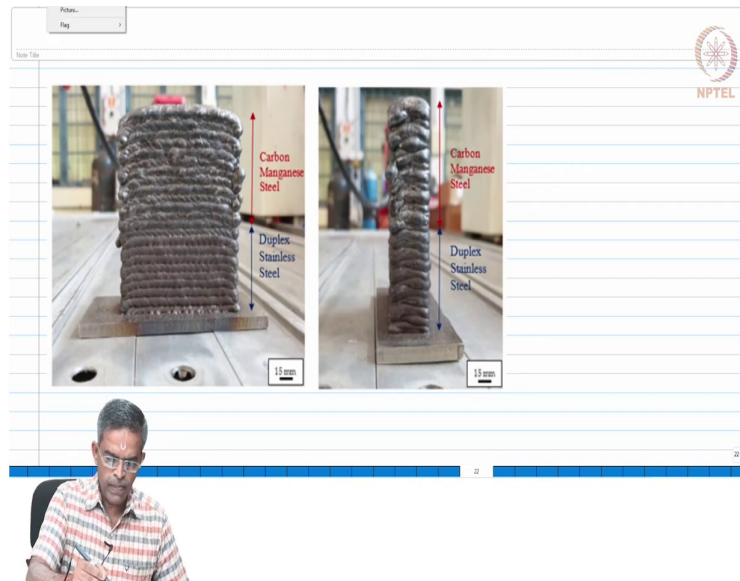 Picture...
Flag
Note Title
NPTEL
Carbon
Manganese
Steel
Duplex
Stainless
Steel
15 mm
Carbon
Manganese
Steel
Duplex
Stainless
Steel
15 mm
22
22